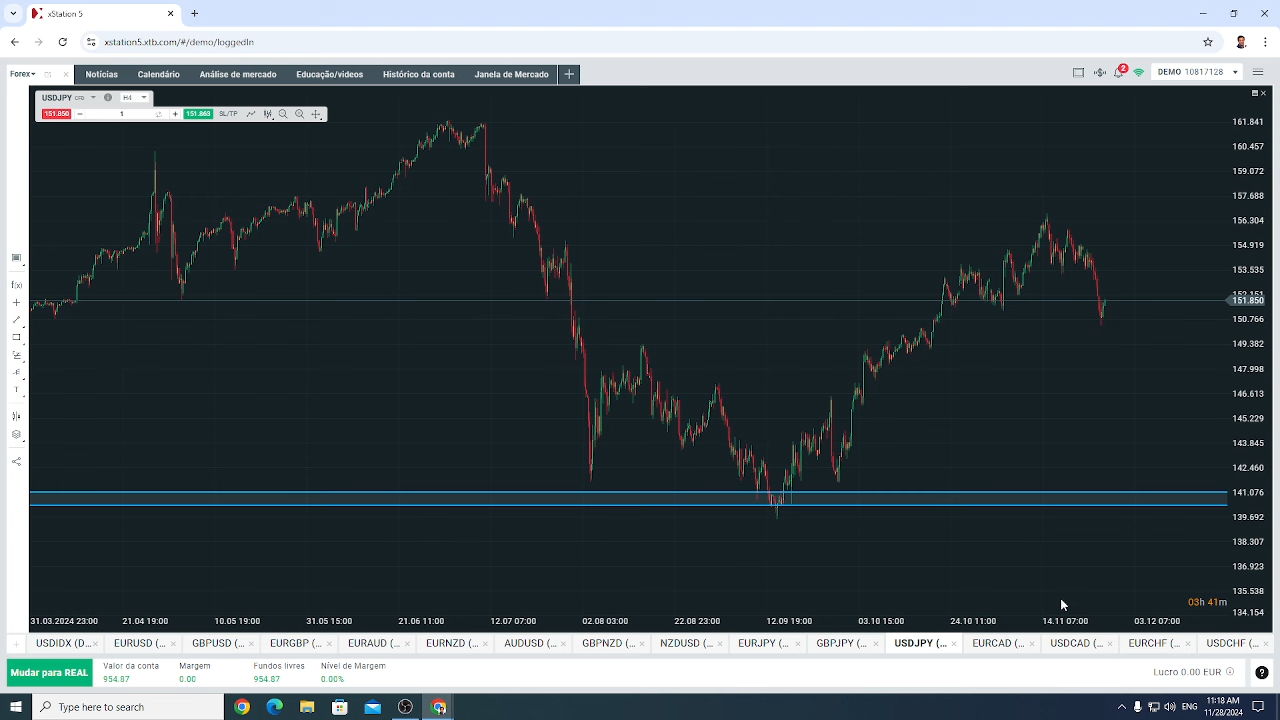 xStation 5
xstation5.xtb.com/#/demo/loggedIn
Forex Notícias Calendário Análise de mercado Educação/videos Histórico da conta Janela de Mercado 2 DEMO 10817128
USDJPY CFD H4
151.850 1 151.863 SL/TP
161.841
160.457
159.072
157.688
156.304
154.919
153.535
152.151
151.850
150.766
149.382
147.998
146.613
145.229
143.845
142.460
141.076
139.692
138.307
136.923
135.538
134.154
f(x)
T
03h 41m
31.03.2024 23:00 21.04 19:00 10.05 19:00 31.05 15:00 21.06 11:00 12.07 07:00 02.08 03:00 22.08 23:00 12.09 19:00 03.10 15:00 24.10 11:00 14.11 07:00 03.12 07:00
USDIDX (D... EURUSD (... GBPUSD (... EURGBP (... EURAUD (... EURNZD (... AUDUSD (... GBPNZD (... NZDUSD (... EURJPY (... GBPJPY (... USDJPY (... EURCAD (... USDCAD (... EURCHF (... USDCHF (...
Mudar para REAL
Valor da conta Margem Fundos livres Nível de Margem
954.87 0.00 954.87 0.00%
Lucro 0.00 EUR
Type here to search
ENG
11:18 AM
11/28/2024